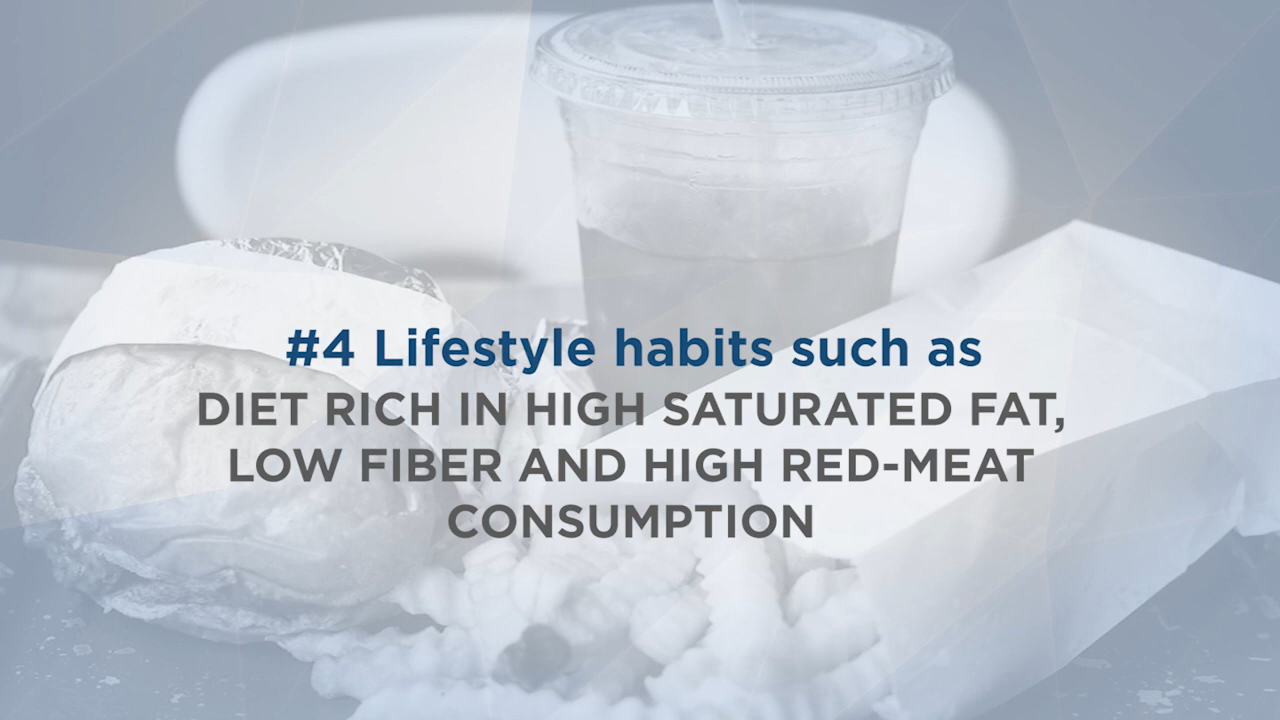 #4 Lifestyle habits such as
DIET RICH IN HIGH SATURATED FAT,
LOW FIBER AND HIGH RED-MEAT
CONSUMPTION